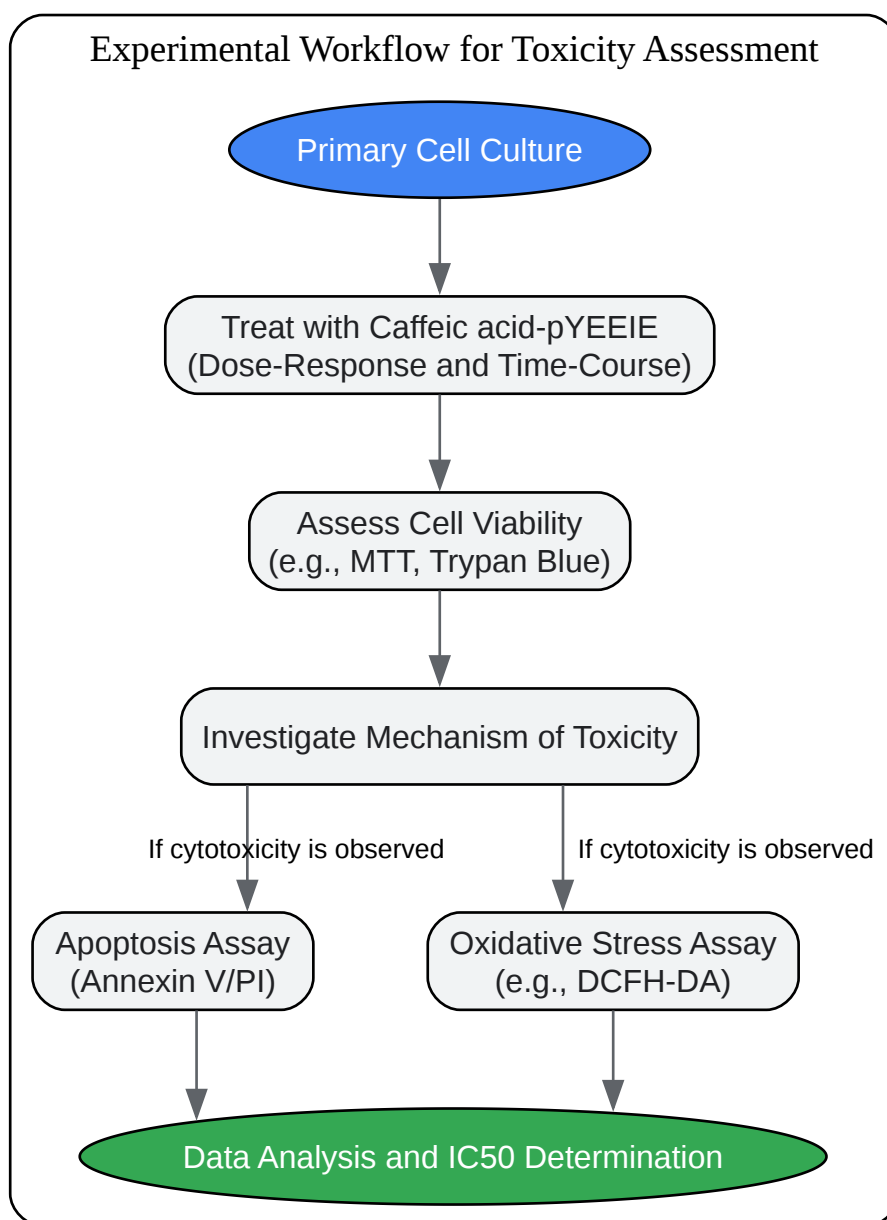 Experimental Workflow for Toxicity Assessment
Primary Cell Culture
Treat with Caffeic acid-pYEEIE
(Dose-Response and Time-Course)
Assess Cell Viability
(e.g., MTT, Trypan Blue)
Investigate Mechanism of Toxicity
If cytotoxicity is observed
If cytotoxicity is observed
Apoptosis Assay
(Annexin V/PI)
Oxidative Stress Assay
(e.g., DCFH-DA)
Data Analysis and IC50 Determination